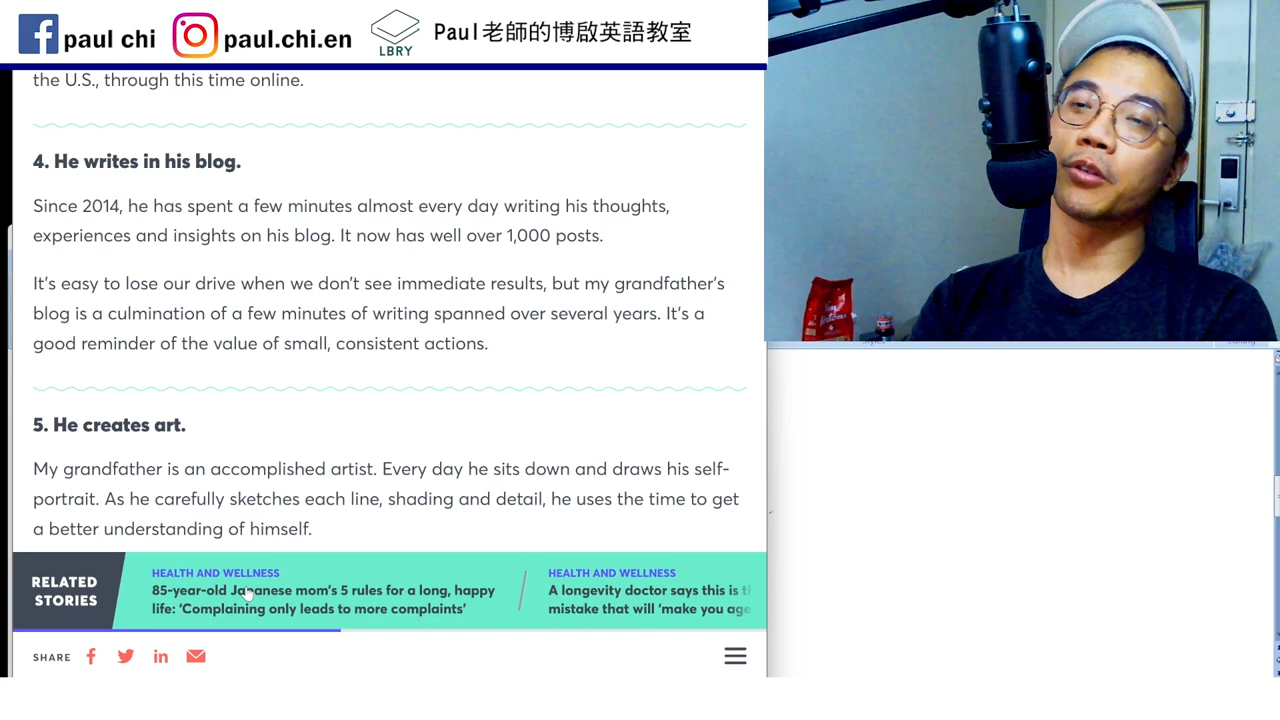 paul chi
paul.chi.en
LBRY
Paul老師的博啟英語教室
the U.S., through this time online.
4. He writes in his blog.
Since 2014, he has spent a few minutes almost every day writing his thoughts,
experiences and insights on his blog. It now has well over 1,000 posts.
It's easy to lose our drive when we don't see immediate results, but my grandfather's
blog is a culmination of a few minutes of writing spanned over several years. It's a
good reminder of the value of small, consistent actions.
5. He creates art.
My grandfather is an accomplished artist. Every day he sits down and draws his self-
portrait. As he carefully sketches each line, shading and detail, he uses the time to get
a better understanding of himself.
RELATED
STORIES
HEALTH AND WELLNESS
85-year-old Japanese mom's 5 rules for a long, happy
life: 'Complaining only leads to more complaints'
HEALTH AND WELLNESS
A longevity doctor says this is
mistake that will 'make you age
SHARE